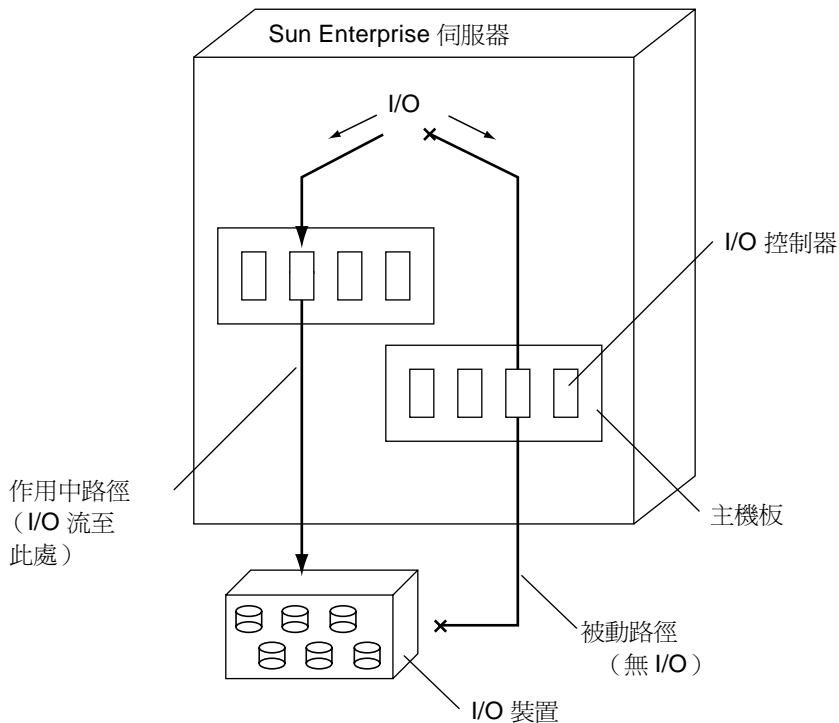 Sun Enterprise 伺服器
I/O
I/O 控制器
作用中路徑
（I/O 流至
此處）
主機板
被動路徑
（無 I/O）
I/O 裝置